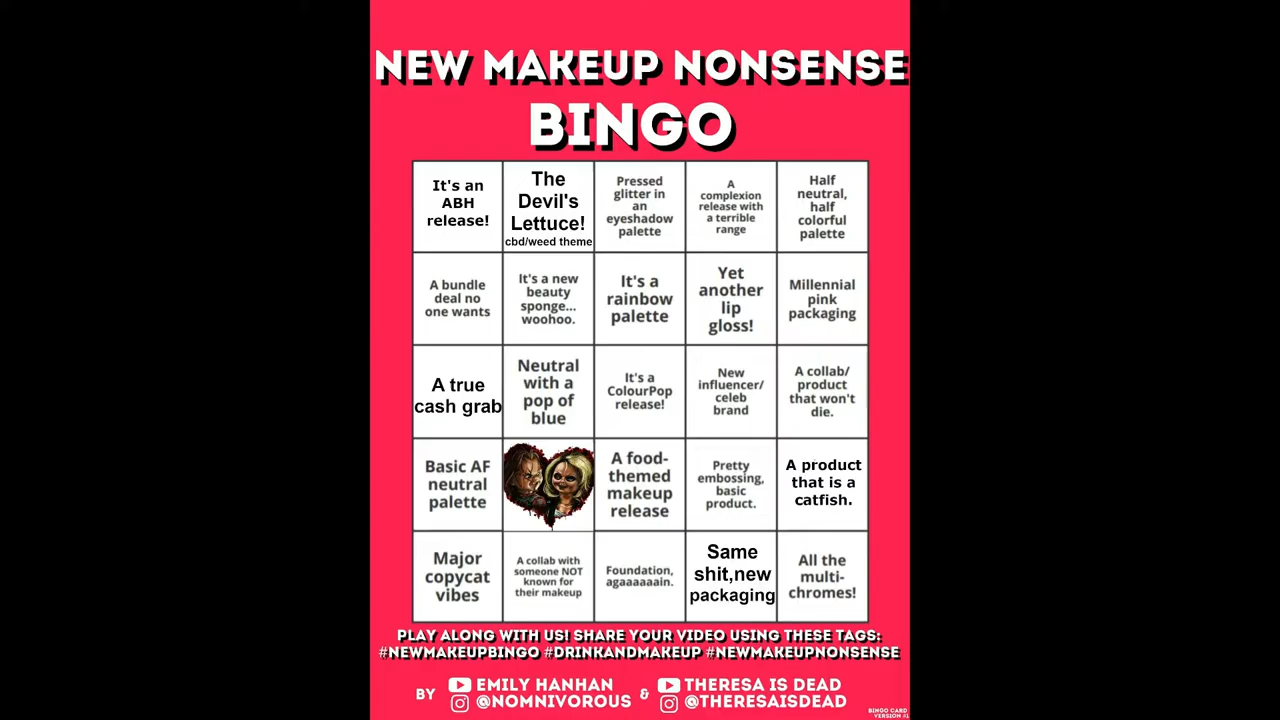 NEW MAKEUP NONSENSE
BINGO
It's an
ABH
release!
The
Devil's
Lettuce!
cbd/weed theme
Pressed
glitter in
an
eyeshadow
palette
A
complexion
release with
a terrible
range
Half
neutral,
half
colorful
palette
A bundle
deal no
one wants
It's a new
beauty
sponge...
woohoo.
It's a
rainbow
palette
Yet
another
lip
gloss!
Millennial
pink
packaging
A true
cash grab
Neutral
with a
pop of
blue
It's a
ColourPop
release!
New
influencer/
celeb
brand
A collab/
product
that won't
die.
Basic AF
neutral
palette
A food-
themed
makeup
release
Pretty
embossing,
basic
product.
A product
that is a
catfish.
Major
copycat
vibes
A collab with
someone NOT
known for
their makeup
Foundation,
agaaaaaain.
Same
shit,new
packaging
All the
multi-
chromes!
PLAY ALONG WITH US! SHARE YOUR VIDEO USING THESE TAGS:
#NEWMAKEUPBINGO #DRINKANDMAKEUP #NEWMAKEUPNONSENSE
BY EMILY HANHAN & THERESA IS DEAD
@NOMNIVOROUS @THERESAISDEAD
BINGO CARD
VERSION #1